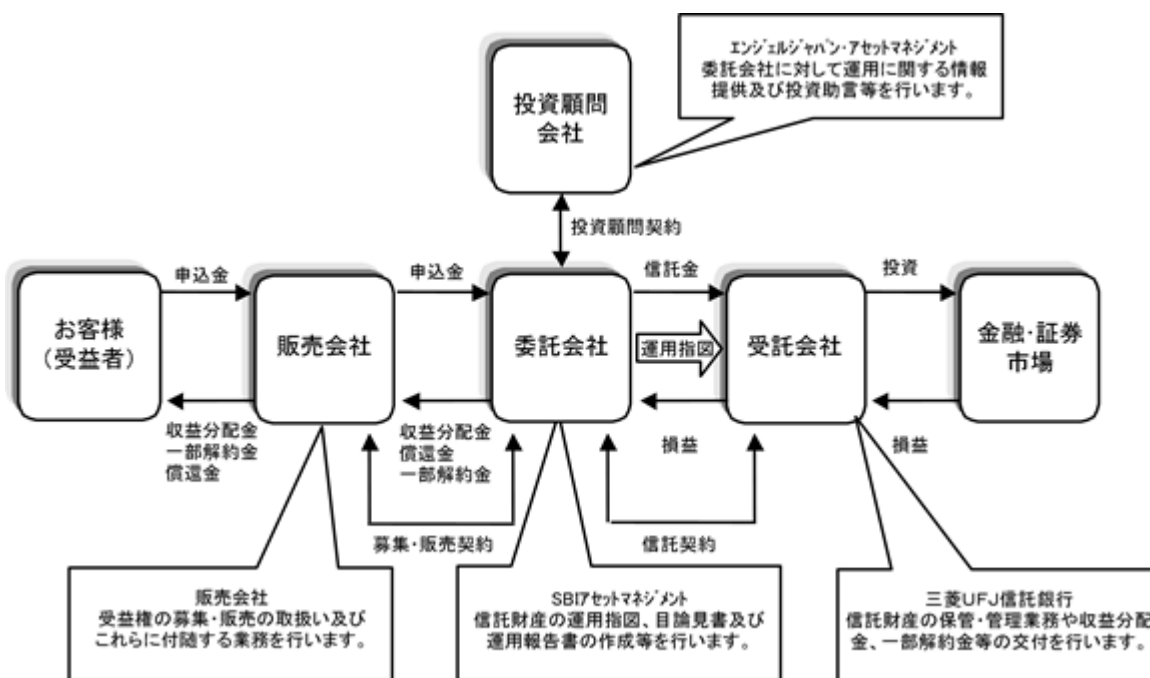 エンジェルジャパン・アセットマネジメント
委託会社に対して運用に関する情報
提供及び投資助言等を行います。
投資顧問
会社
投資顧問契約
申込金
申込金
信託金
投資
お客様
（受益者）
販売会社
委託会社
運用指図
受託会社
金融・証券
市場
収益分配金
一部解約金
償還金
収益分配金
償還金
一部解約金
損益
損益
募集・販売契約
信託契約
販売会社
受益権の募集・販売の取扱い及び
これらに付随する業務を行います。
SBIアセットマネジメント
信託財産の運用指図、目論見書及び
運用報告書の作成等を行います。
三菱UFJ信託銀行
信託財産の保管・管理業務や収益分配
金、一部解約金等の交付を行います。